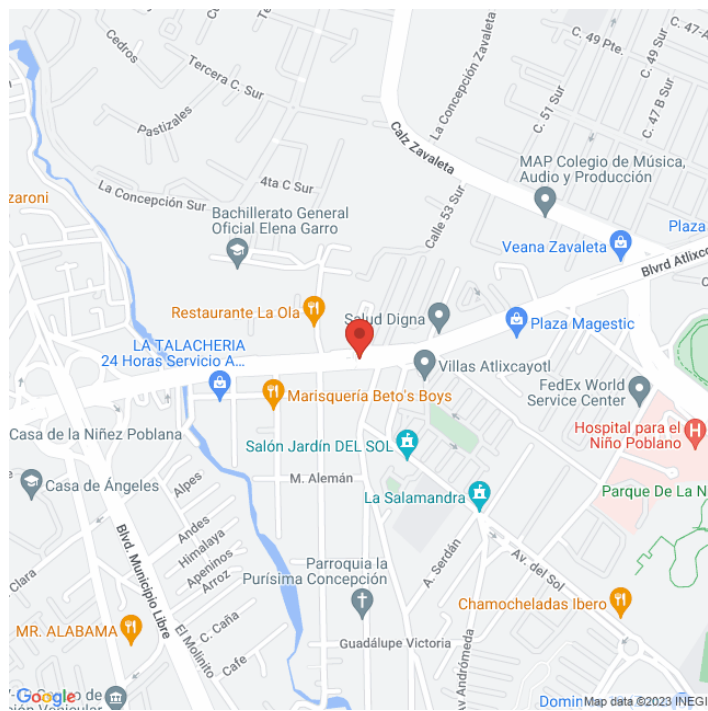 Cedros
Tercera C. Sur
Pastizales
La Concepción Sur
4ta C Sur
La Concepción Zavaleta
Calz Zavaleta
C. 49 Pte.
C. 47-A
C. 49 Sur
C. 47 B Sur
C. 51 Sur
MAP Colegio de Música,
Audio y Producción
zaroni
Bachillerato General
Oficial Elena Garro
Calle 53 Sur
Veana Zavaleta
Plaza
Blvrd Atlixco
Restaurante La Ola
Salud Digna
Plaza Magestic
LA TALACHERIA
24 Horas Servicio A...
Villas Atlixcayotl
Marisquería Beto's Boys
FedEx World
Service Center
Casa de la Niñez Poblana
Hospital para el
Niño Poblano
Salón Jardín DEL SOL
Casa de Ángeles
M. Alemán
La Salamandra
Parque De La N
Alpes
Andes
Himalaya
Apeninos
Arroz
Blvd. Municipio Libre
Clara
Parroquia la
Purísima Concepción
A. Serdán
Av. del Sol
Chamocheladas Ibero
MR. ALABAMA
C. Caña
El Molinito
Cafe
Guadálupe Victoria
Av Andrómeda
Google
Domin
Map data ©2023 INEGI